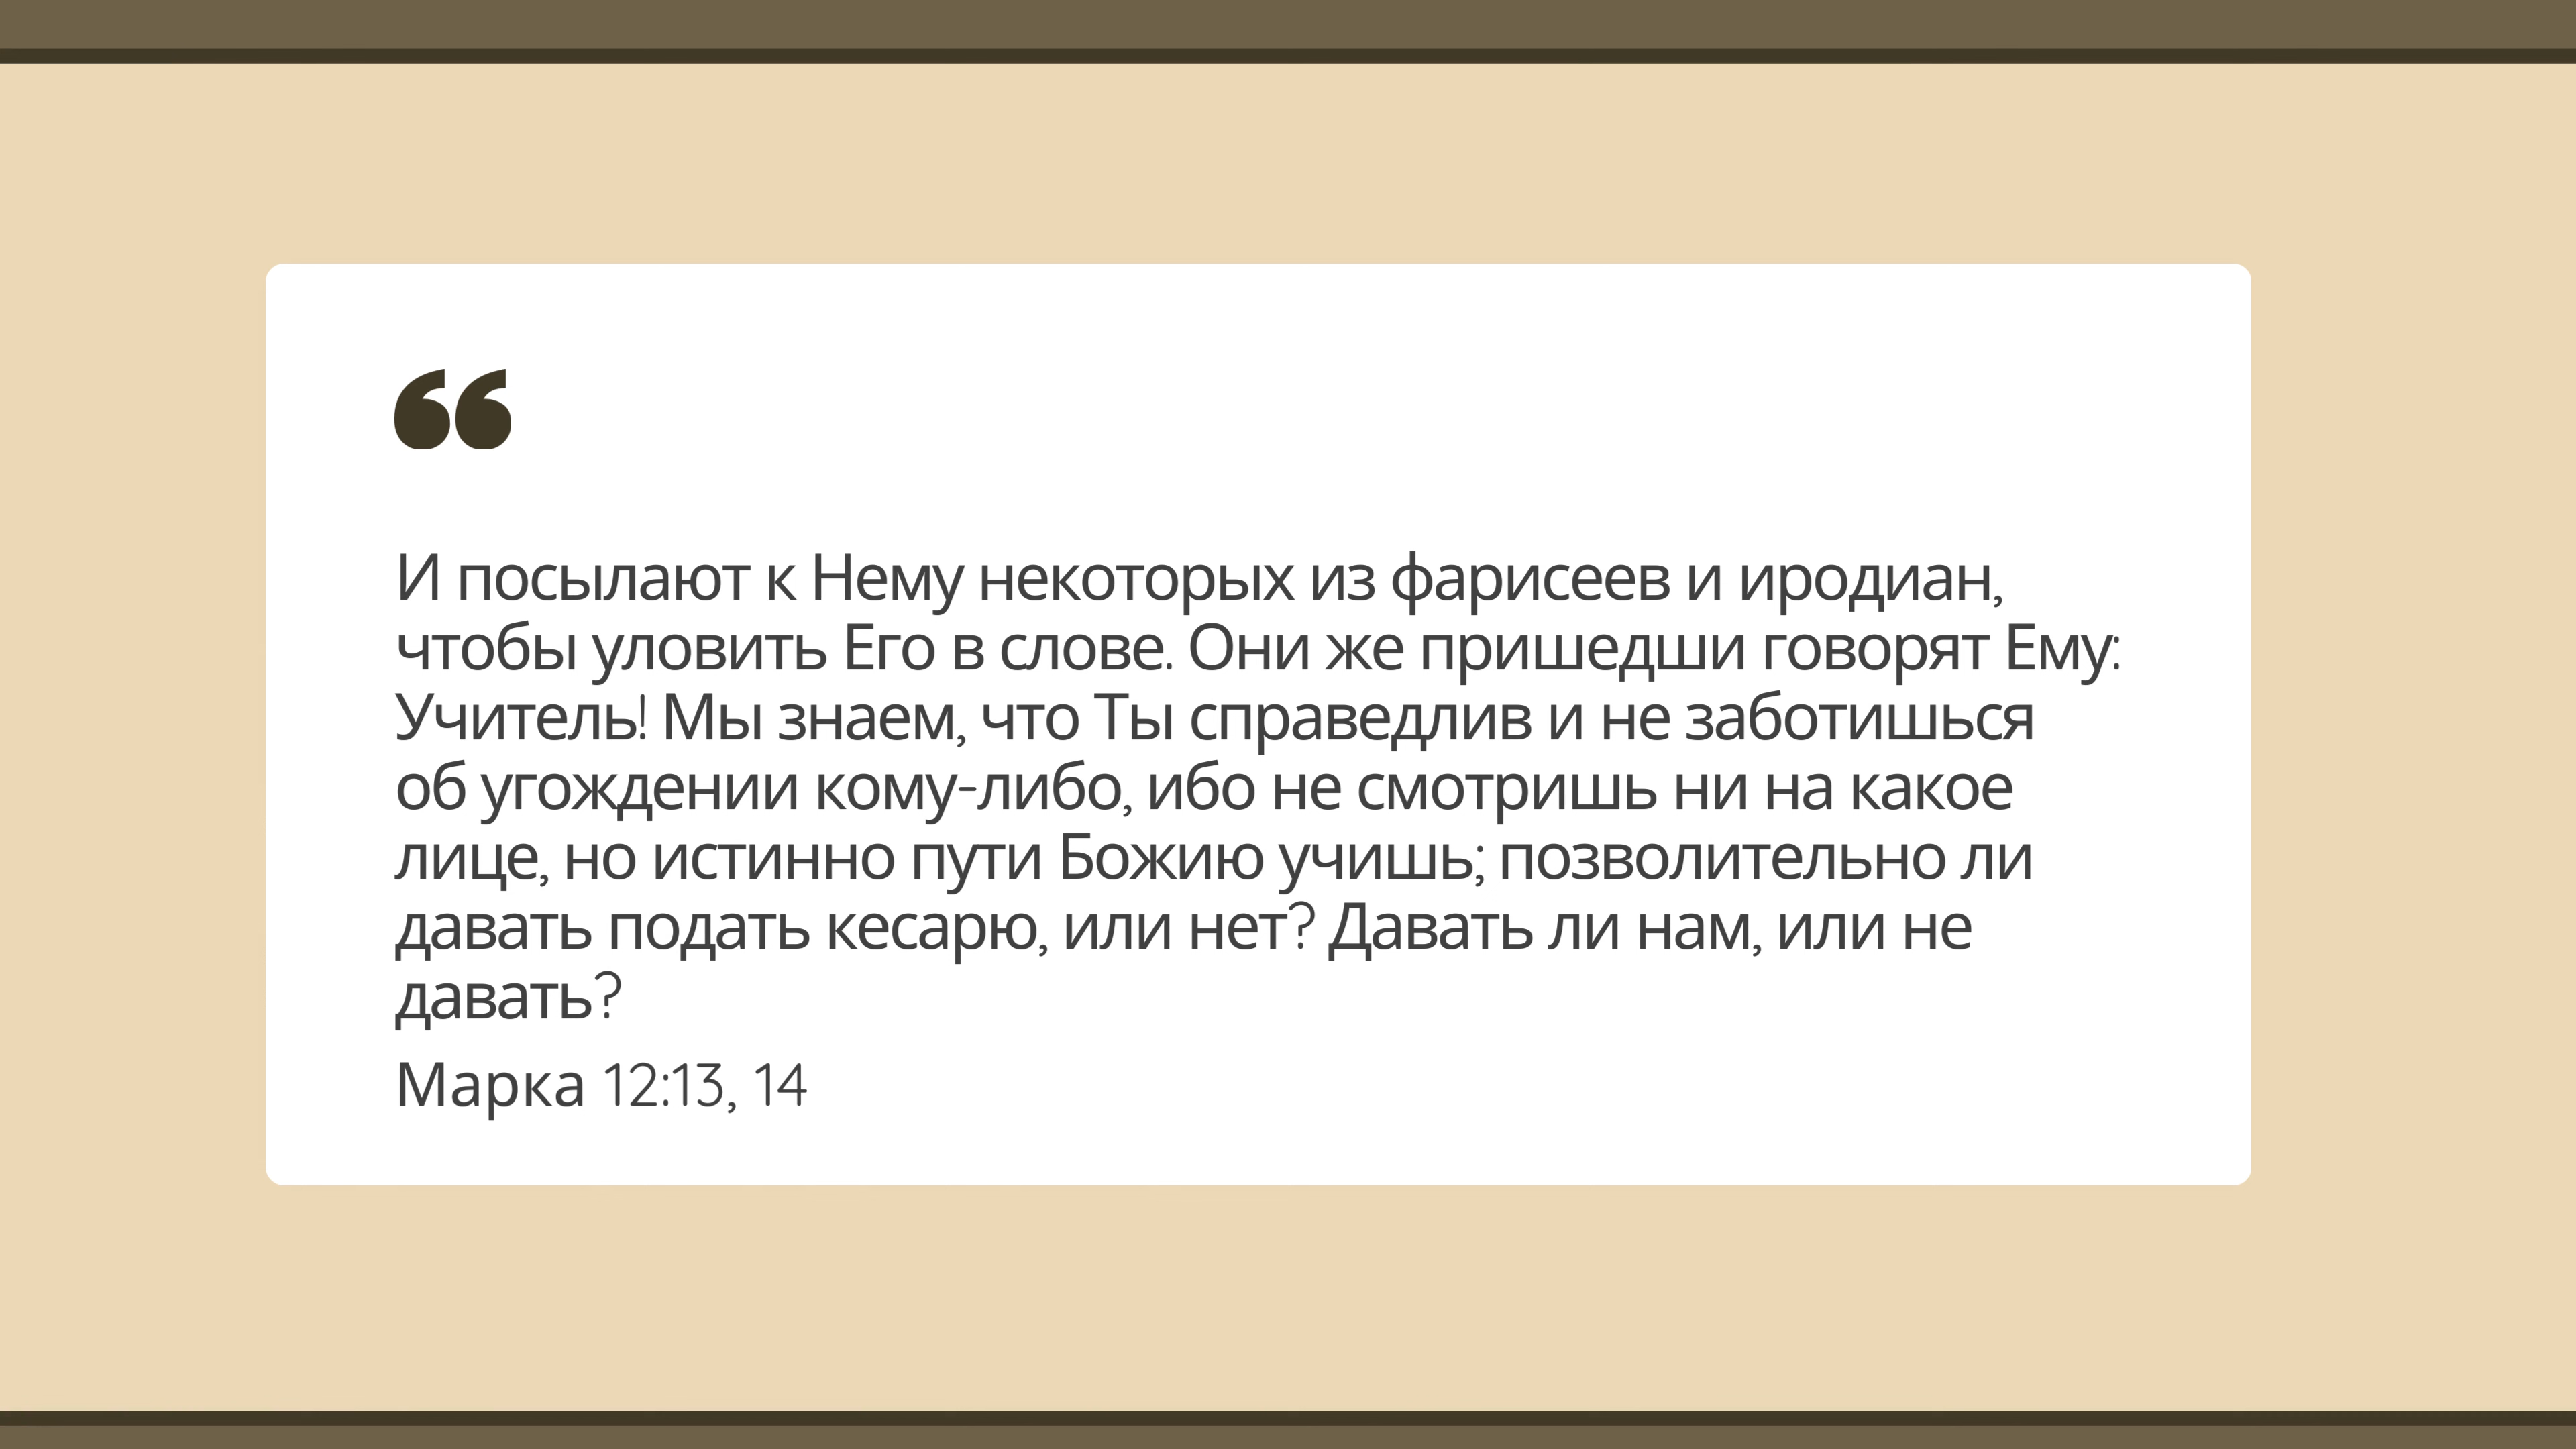 “
И посылают к Нему некоторых из фарисеев и иродиан,
чтобы уловить Его в слове. Они же пришедши говорят Ему:
Учитель! Мы знаем, что Ты справедлив и не заботишься
об угождении кому-либо, ибо не смотришь ни на какое
лице, но истинно пути Божию учишь; позволительно ли
давать подать кесарю, или нет? Давать ли нам, или не
давать?
Марка 12:13, 14